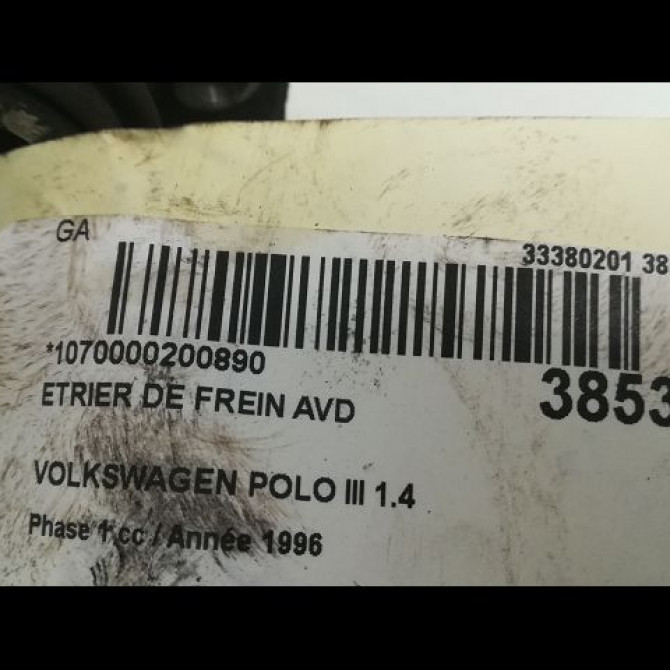 GA
33380201 38
*1070000200890
3853
ETRIER DE FREIN AVD
VOLKSWAGEN POLO III 1.4
Phase 1 cc / Année 1996